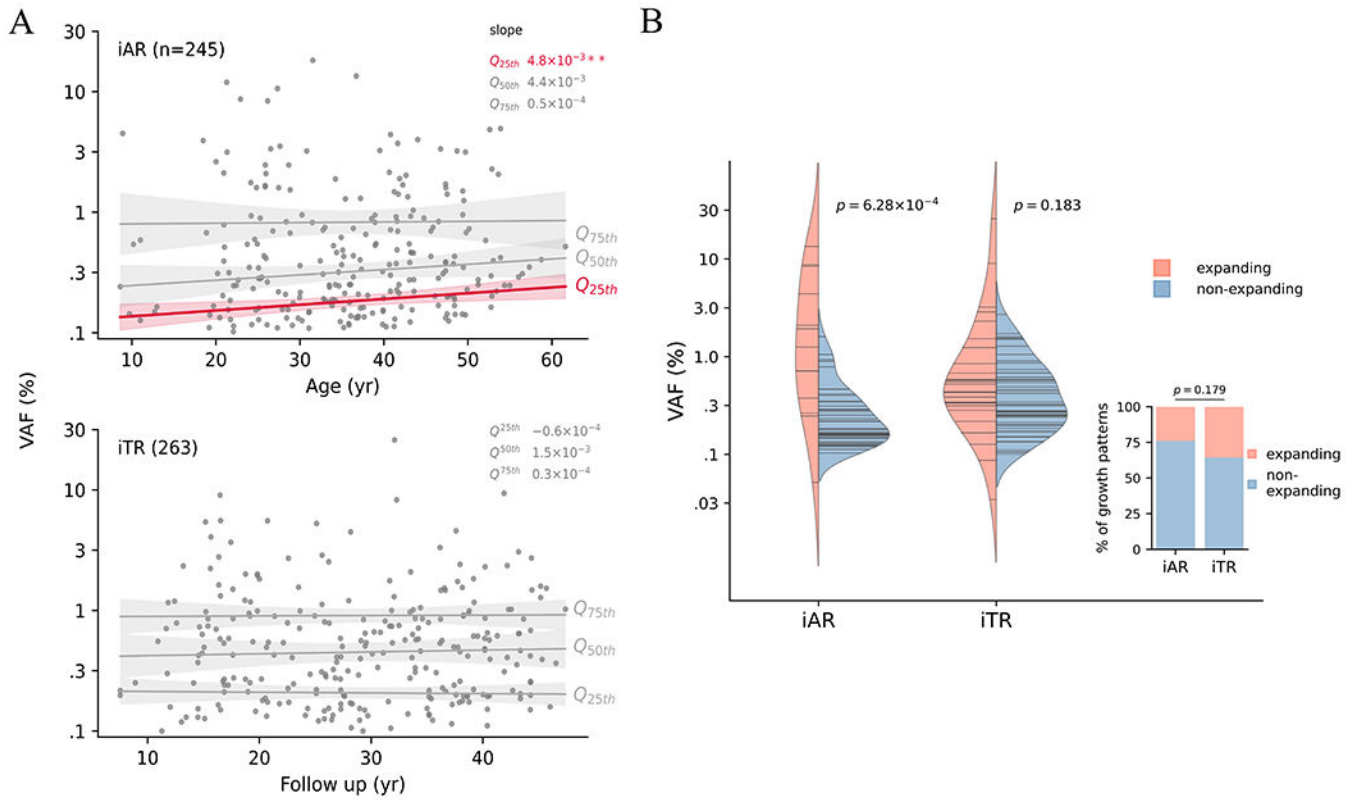 A
30
10
3
1
.3
.1
iAR (n=245)
slope
Q25th 4.8×10⁻³**
Q50th 4.4×10⁻³
Q75th 0.5×10⁻⁴
Q75th
Q50th
Q25th
10 20 30 40 50 60
Age (yr)
VAF (%)
30
10
3
1
.3
.1
iTR (263)
Q25th −0.6×10⁻⁴
Q50th 1.5×10⁻³
Q75th 0.3×10⁻⁴
Q75th
Q50th
Q25th
10 20 30 40
Follow up (yr)
B
VAF (%)
30
10
3.0
1.0
.3
.1
.03
p = 6.28×10⁻⁴
p = 0.183
iAR iTR
expanding
non-expanding
% of growth patterns
100
75
50
25
0
p = 0.179
iAR iTR
expanding
non-
expanding